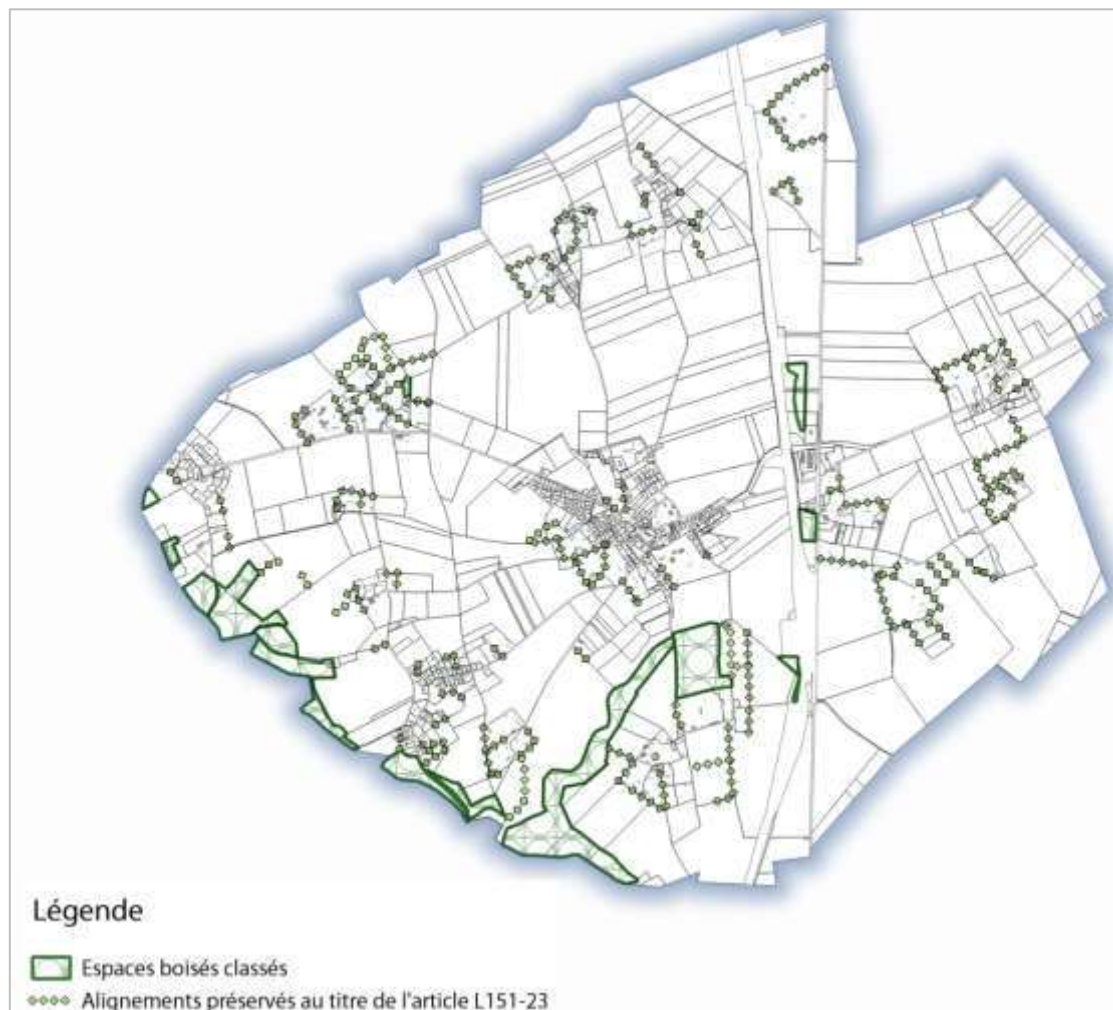 Légende
Espaces boisés classés
Alignements préservés au titre de l'article L151-23